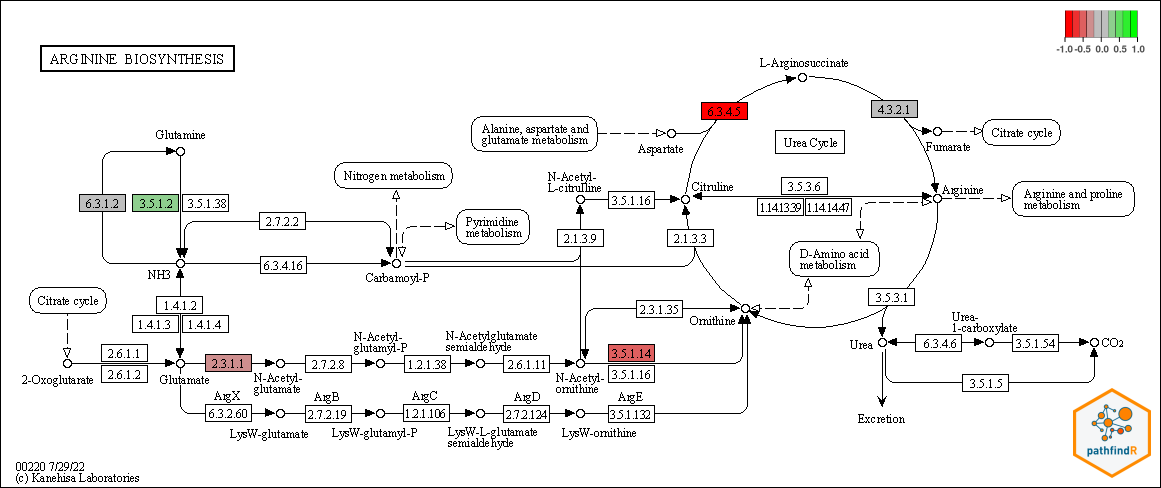 -1.0 -0.5 0.0 0.5 1.0
ARGININE BIOSYNTHESIS
L-Arginosuccinate
6.3.4.5
4.3.2.1
Alanine, aspartate and
glutamate metabolism
Aspartate
Urea Cycle
Fumarate
Citrate cycle
Glutamine
Nitrogen metabolism
N-Acetyl-
L-citrulline
3.5.1.16
Citruline
3.5.3.6
1.14.13.39
1.14.14.47
Arginine
Arginine and proline
metabolism
6.3.1.2
3.5.1.2
3.5.1.38
2.7.2.2
Pyrimidine
metabolism
2.1.3.9
2.1.3.3
D-Amino acid
metabolism
NH3
6.3.4.16
Carbamoyl-P
Citrate cycle
1.4.1.2
1.4.1.3
1.4.1.4
2.3.1.35
Ornithine
3.5.3.1
Urea-
1-carboxylate
Urea
6.3.4.6
3.5.1.54
CO2
3.5.1.5
Excretion
2.6.1.1
2.6.1.2
2-Oxoglutarate
Glutamate
2.3.1.1
N-Acetyl-
glutamate
2.7.2.8
N-Acetyl-
glutamyl-P
1.2.1.38
N-Acetylglutamate
semialdehyde
2.6.1.11
N-Acetyl-
ornithine
3.5.1.14
3.5.1.16
ArgX
6.3.2.60
LysW-glutamate
ArgB
2.7.2.19
LysW-glutamyl-P
ArgC
1.2.1.106
LysW-L-glutamate
semialdehyde
ArgD
2.7.2.124
LysW-ornithine
ArgE
3.5.1.132
00220 7/29/22
(c) Kanehisa Laboratories
pathfindR